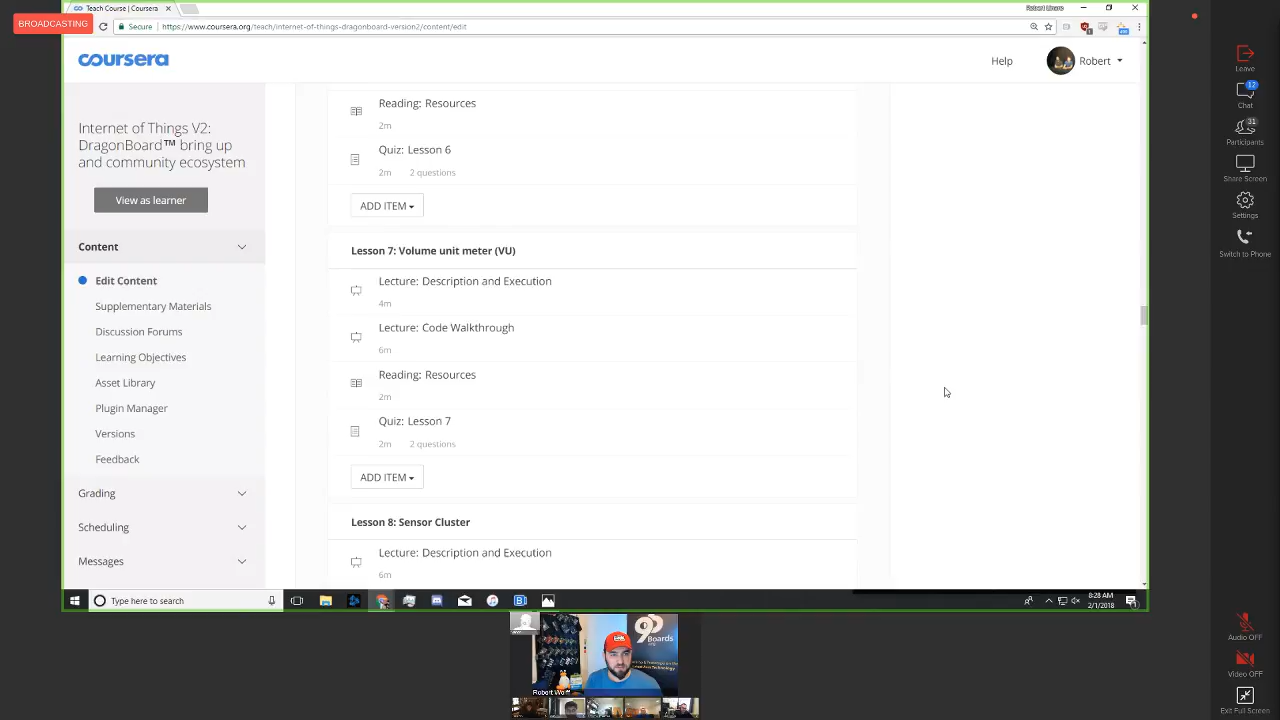 BROADCASTING
Teach Course | Coursera
Secure
https://www.coursera.org/teach/internet-of-things-dragonboard-version2/content/edit
coursera
Help
Robert
Internet of Things V2:
DragonBoard™ bring up
and community ecosystem
View as learner
Content
Edit Content
Supplementary Materials
Discussion Forums
Learning Objectives
Asset Library
Plugin Manager
Versions
Feedback
Grading
Scheduling
Messages
Reading: Resources
2m
Quiz: Lesson 6
2m 2 questions
ADD ITEM
Lesson 7: Volume unit meter (VU)
Lecture: Description and Execution
4m
Lecture: Code Walkthrough
6m
Reading: Resources
2m
Quiz: Lesson 7
2m 2 questions
ADD ITEM
Lesson 8: Sensor Cluster
Lecture: Description and Execution
6m
Leave
12
Chat
31
Participants
Share Screen
Settings
Switch to Phone
Type here to search
8:28 AM
2/1/2018
Boards
Robert Wolff
Audio OFF
Video OFF
Exit Full Screen